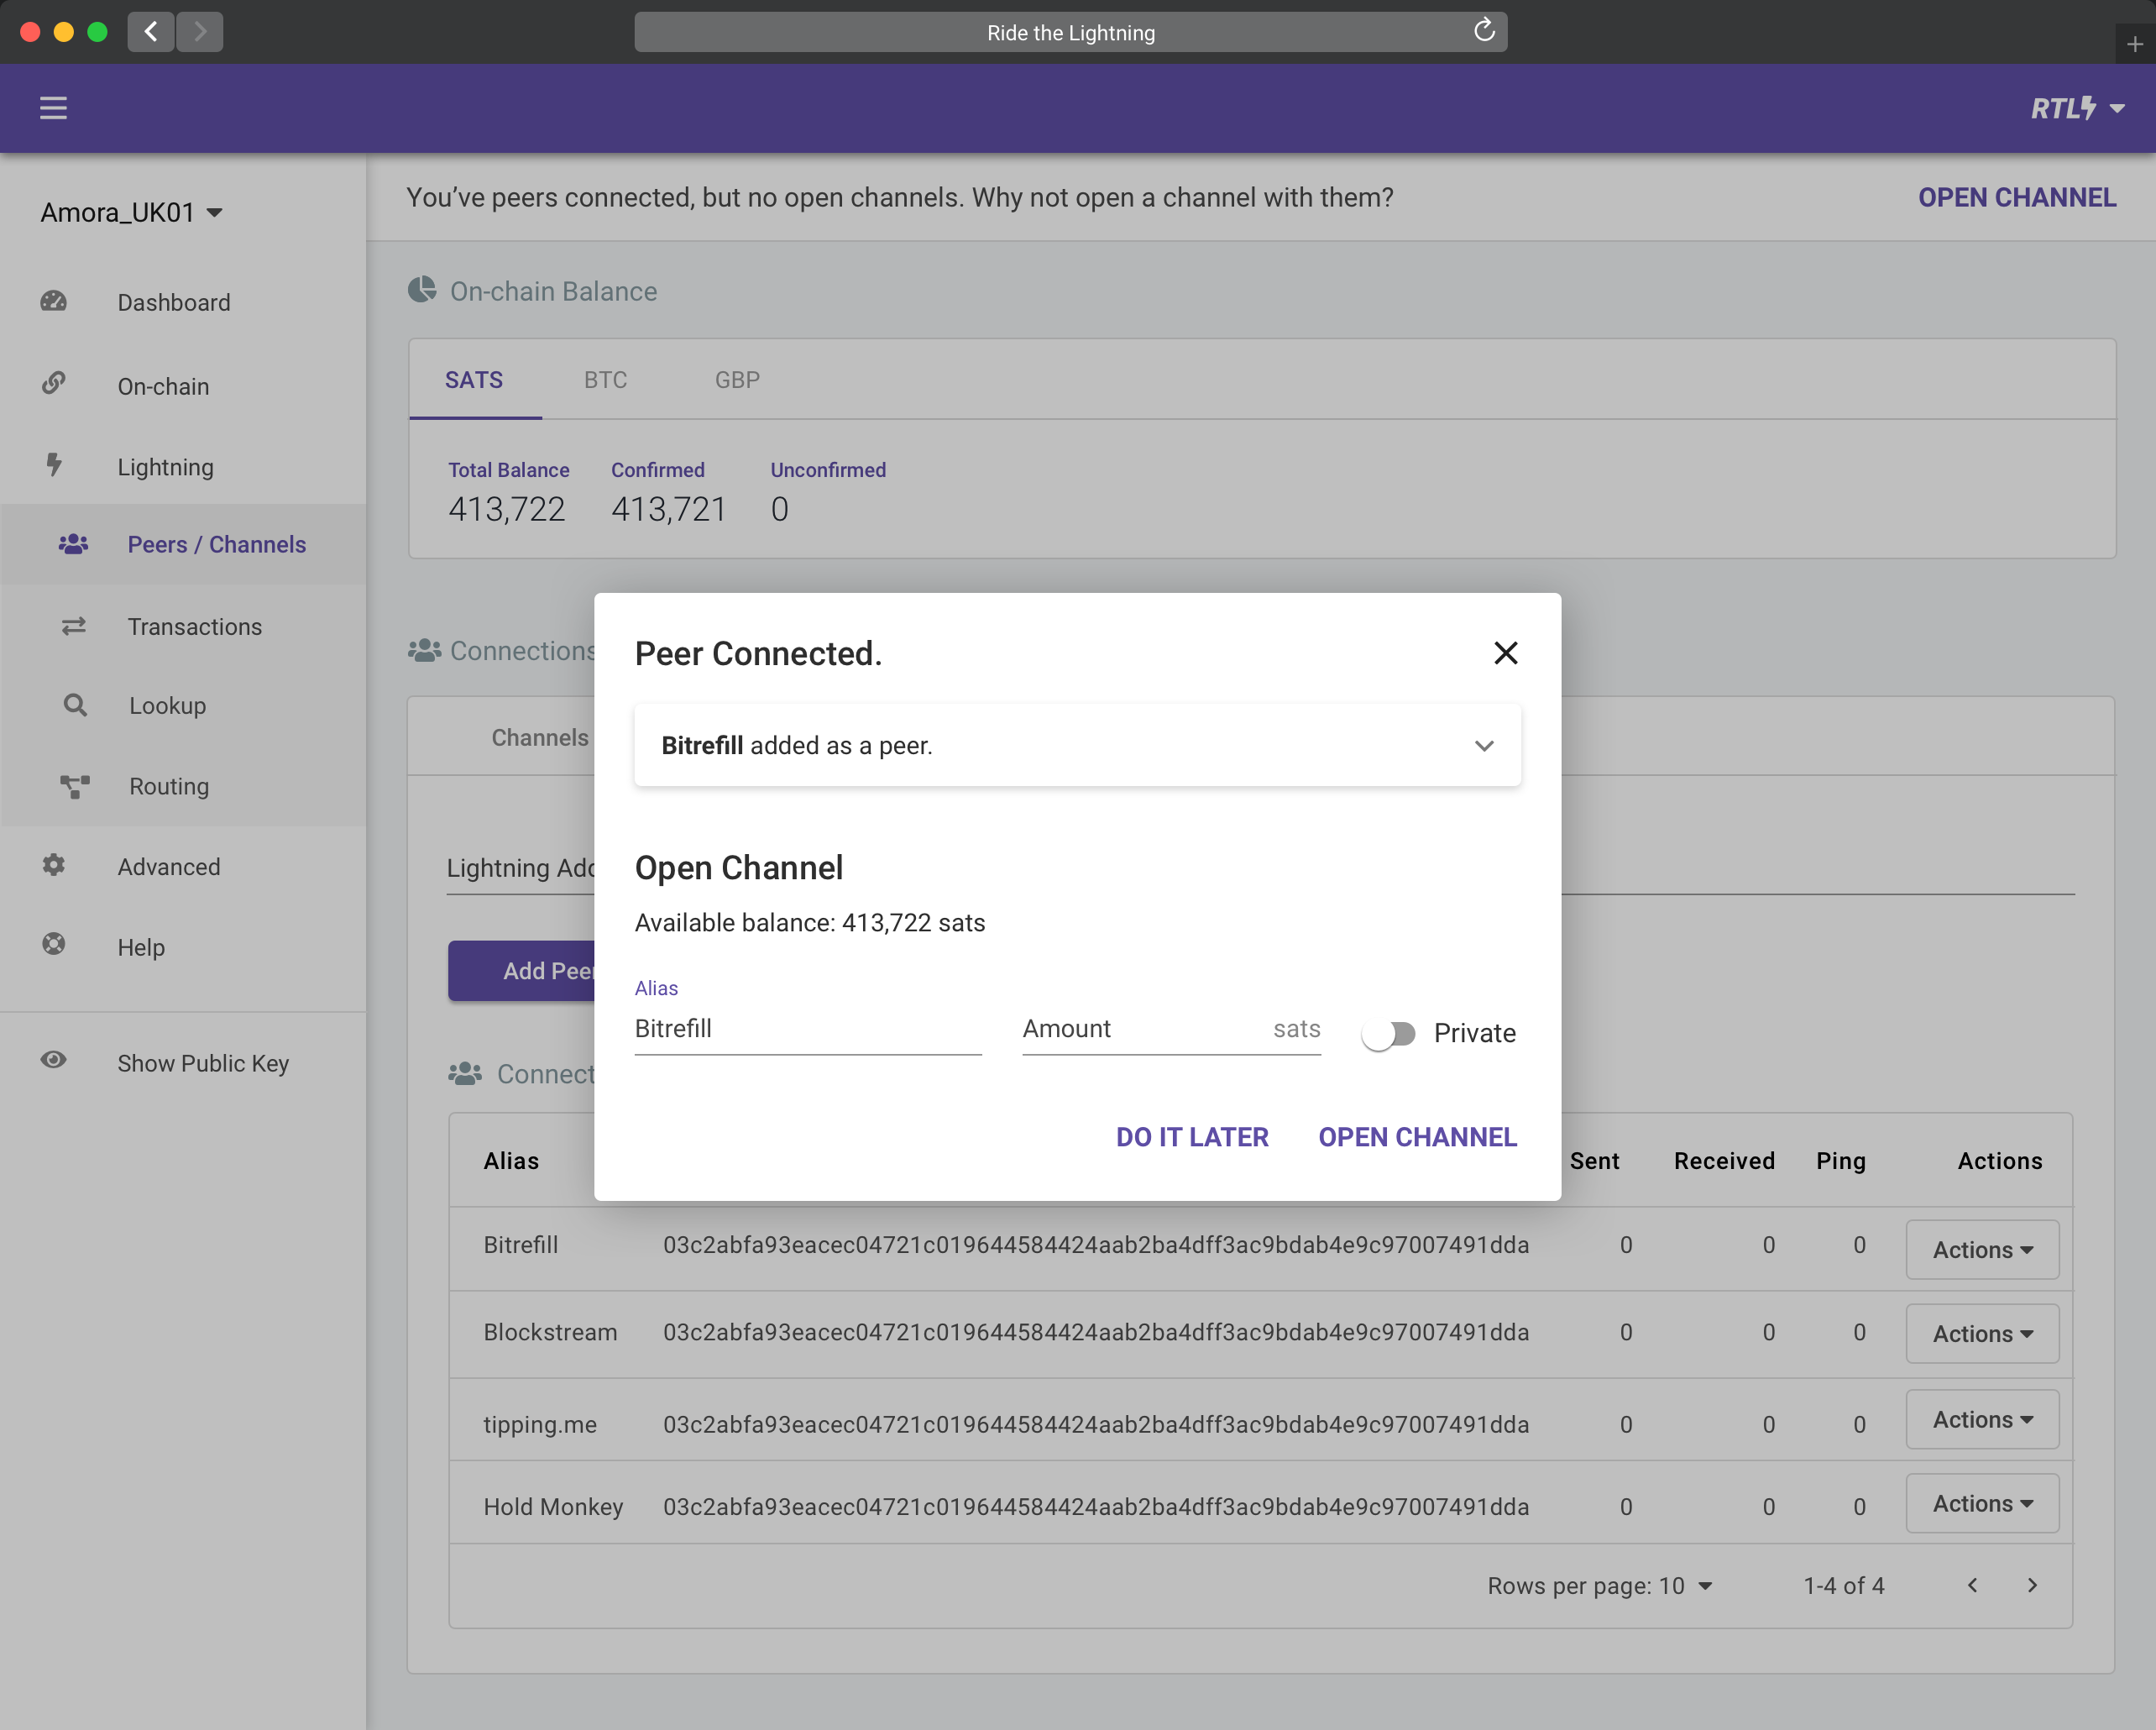 Ride the Lightning
RTL
Amora_UK01
Dashboard
On-chain
Lightning
Peers / Channels
Transactions
Lookup
Routing
Advanced
Help
Show Public Key
You’ve peers connected, but no open channels. Why not open a channel with them?
OPEN CHANNEL
On-chain Balance
SATS BTC GBP
Total Balance Confirmed Unconfirmed
413,722 413,721 0
Connections
Channels
Lightning Add
Add Peer
Connect
Peer Connected.
Bitrefill added as a peer.
Open Channel
Available balance: 413,722 sats
Alias
Bitrefill Amount sats Private
DO IT LATER OPEN CHANNEL
Alias Sent Received Ping Actions
Bitrefill 03c2abfa93eacec04721c019644584424aab2ba4dff3ac9bdab4e9c97007491dda 0 0 0 Actions
Blockstream 03c2abfa93eacec04721c019644584424aab2ba4dff3ac9bdab4e9c97007491dda 0 0 0 Actions
tipping.me 03c2abfa93eacec04721c019644584424aab2ba4dff3ac9bdab4e9c97007491dda 0 0 0 Actions
Hold Monkey 03c2abfa93eacec04721c019644584424aab2ba4dff3ac9bdab4e9c97007491dda 0 0 0 Actions
Rows per page: 10 1-4 of 4